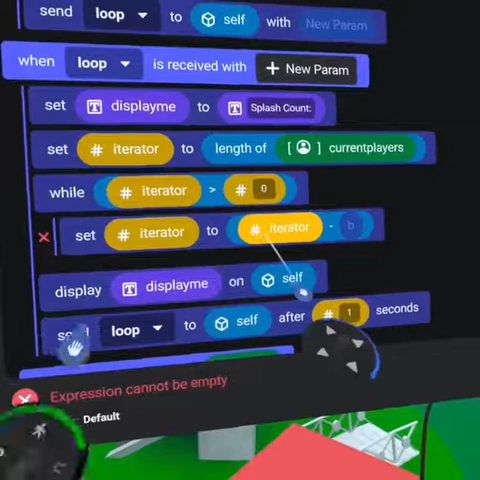 send loop to self with New Param
when loop is received with + New Param
set T displayme to T Splash Count:
set # iterator to length of [ ] currentplayers
while # iterator > # 0
set # iterator to # iterator - b
display T displayme on self
loop to self after # 1 seconds
Expression cannot be empty
Default